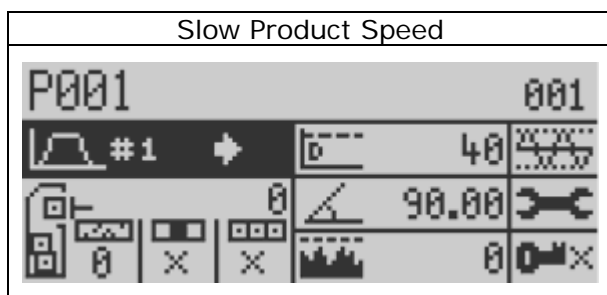 Slow Product Speed
P001 001
#1 D 40
0 90.00
0 × × 0 ×